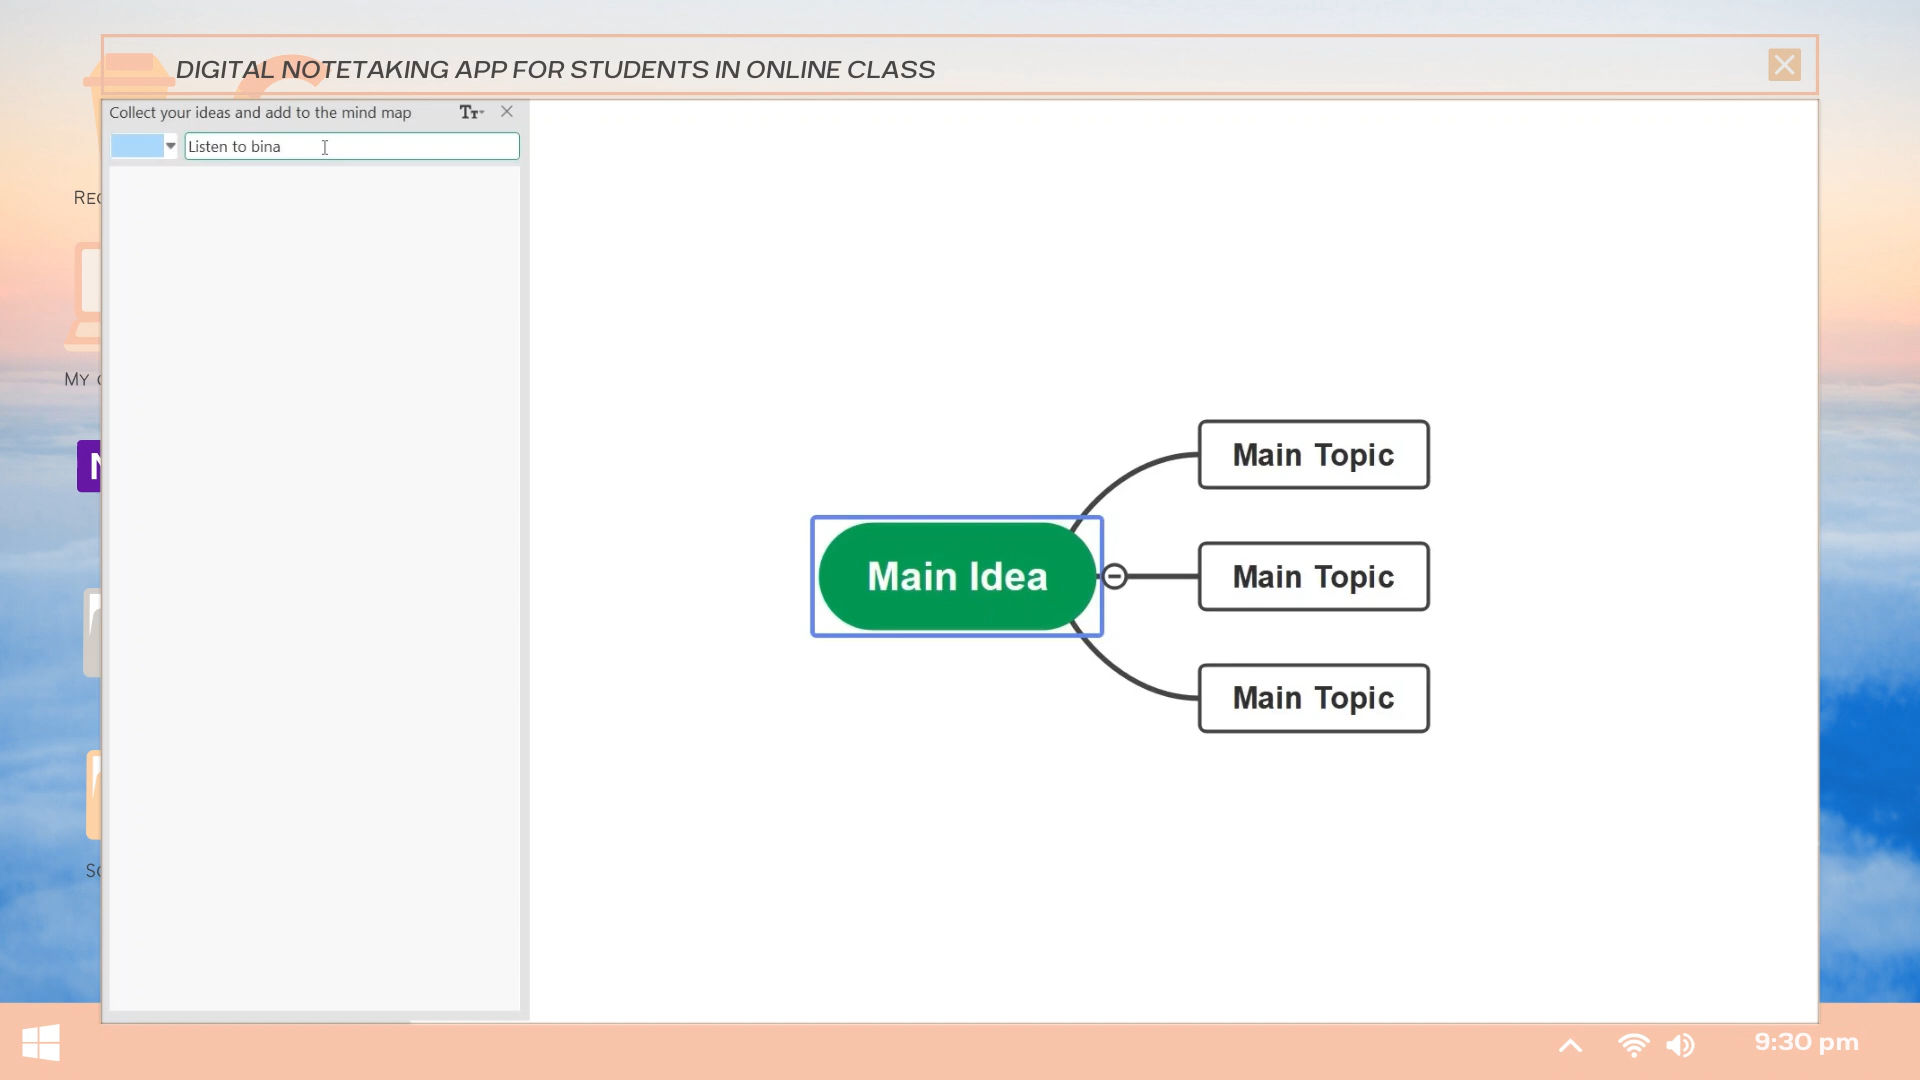 DIGITAL NOTETAKING APP FOR STUDENTS IN ONLINE CLASS
Collect your ideas and add to the mind map
Listen to bina
Main Idea
Main Topic
Main Topic
Main Topic
MY
9:30 pm